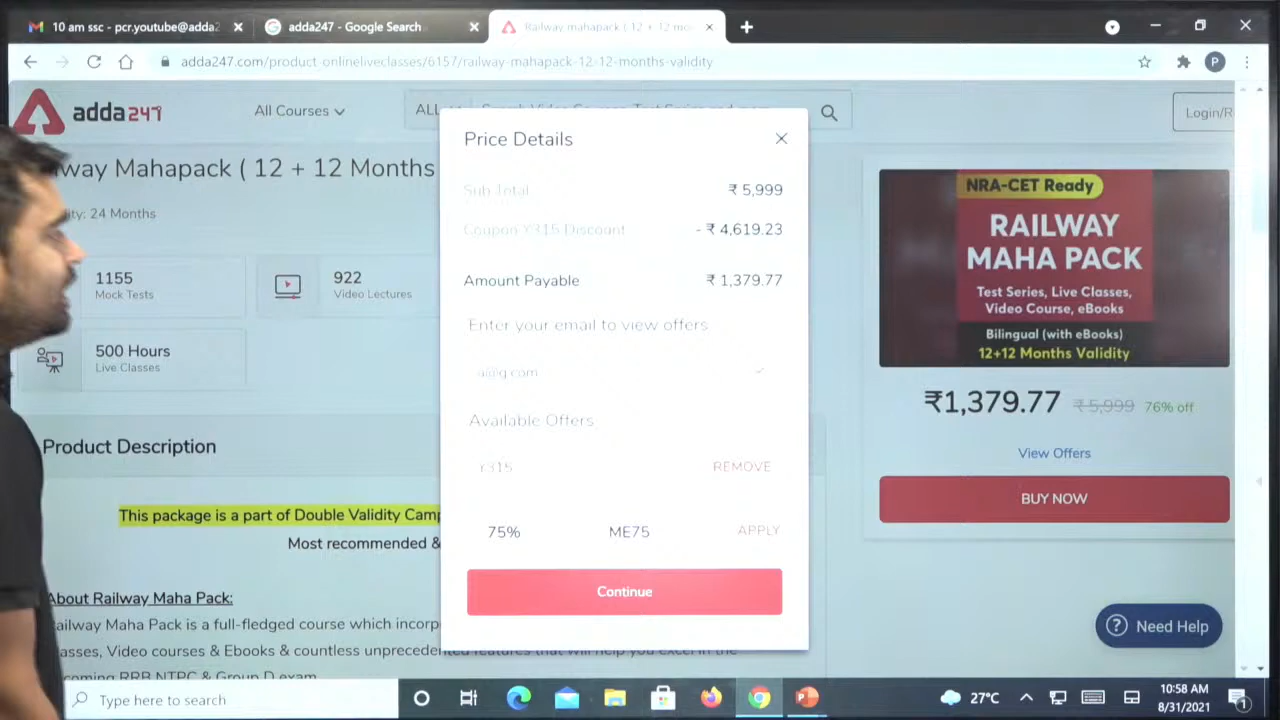 10 am ssc - pcr.youtube@adda2
adda247 - Google Search
Railway mahapack ( 12 + 12 mo
adda247.com/product-onlineliveclasses/6157/railway-mahapack-12-12-months-validity
P
adda247
All Courses
ALL
Login/R
lway Mahapack ( 12 + 12 Months
ty: 24 Months
1155
Mock Tests
922
Video Lectures
500 Hours
Live Classes
Product Description
This package is a part of Double Validity Camp
Most recommended &
About Railway Maha Pack:
ailway Maha Pack is a full-fledged course which incorp
lasses, Video courses & Ebooks & countless unprecedented features that will help you excel in the
coming RRB NTPC & Group D exam
Price Details
Sub Total ₹ 5,999
Coupon Y315 Discount - ₹ 4,619.23
Amount Payable ₹ 1,379.77
Enter your email to view offers
Available Offers
Y315 REMOVE
75% ME75 APPLY
Continue
NRA-CET Ready
RAILWAY
MAHA PACK
Test Series, Live Classes,
Video Course, eBooks
Bilingual (with eBooks)
12+12 Months Validity
₹1,379.77 ₹ 5,999 76% off
View Offers
BUY NOW
Need Help
Type here to search
27°C
10:58 AM
8/31/2021
1